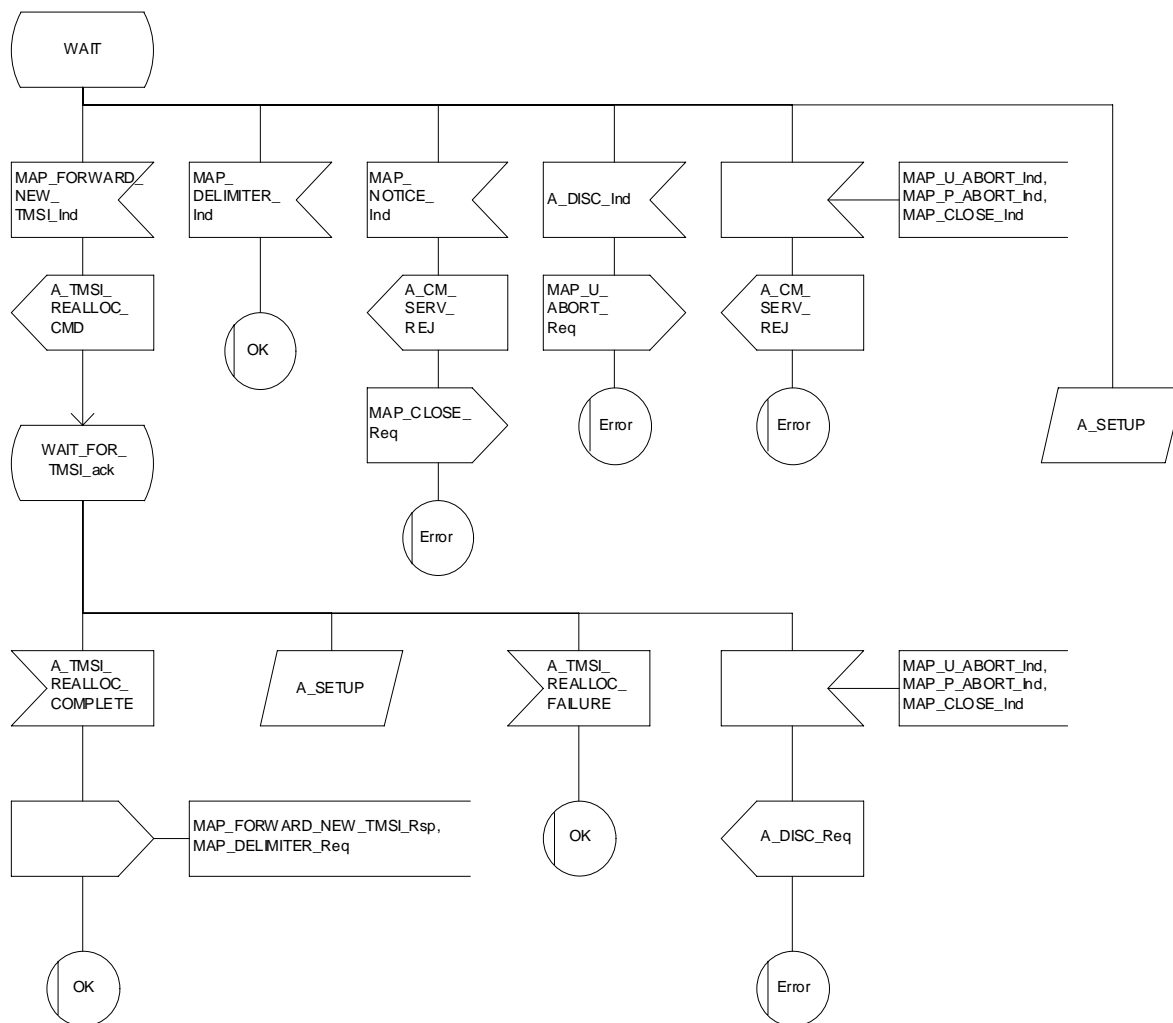 WAIT
MAP_FORWARD_
NEW_
TMSI_Ind
MAP_
DELIMITER_
Ind
MAP_
NOTICE_
Ind
A_DISC_Ind
MAP_U_ABORT_Ind,
MAP_P_ABORT_Ind,
MAP_CLOSE_Ind
A_TMSI_
REALLOC_
CMD
OK
A_CM_
SERV_
REJ
MAP_U_
ABORT_
Req
A_CM_
SERV_
REJ
MAP_CLOSE_
Req
Error
Error
A_SETUP
WAIT_FOR_
TMSI_ack
Error
A_TMSI_
REALLOC_
COMPLETE
A_SETUP
A_TMSI_
REALLOC_
FAILURE
MAP_U_ABORT_Ind,
MAP_P_ABORT_Ind,
MAP_CLOSE_Ind
MAP_FORWARD_NEW_TMSI_Rsp,
MAP_DELIMITER_Req
OK
A_DISC_Req
OK
Error